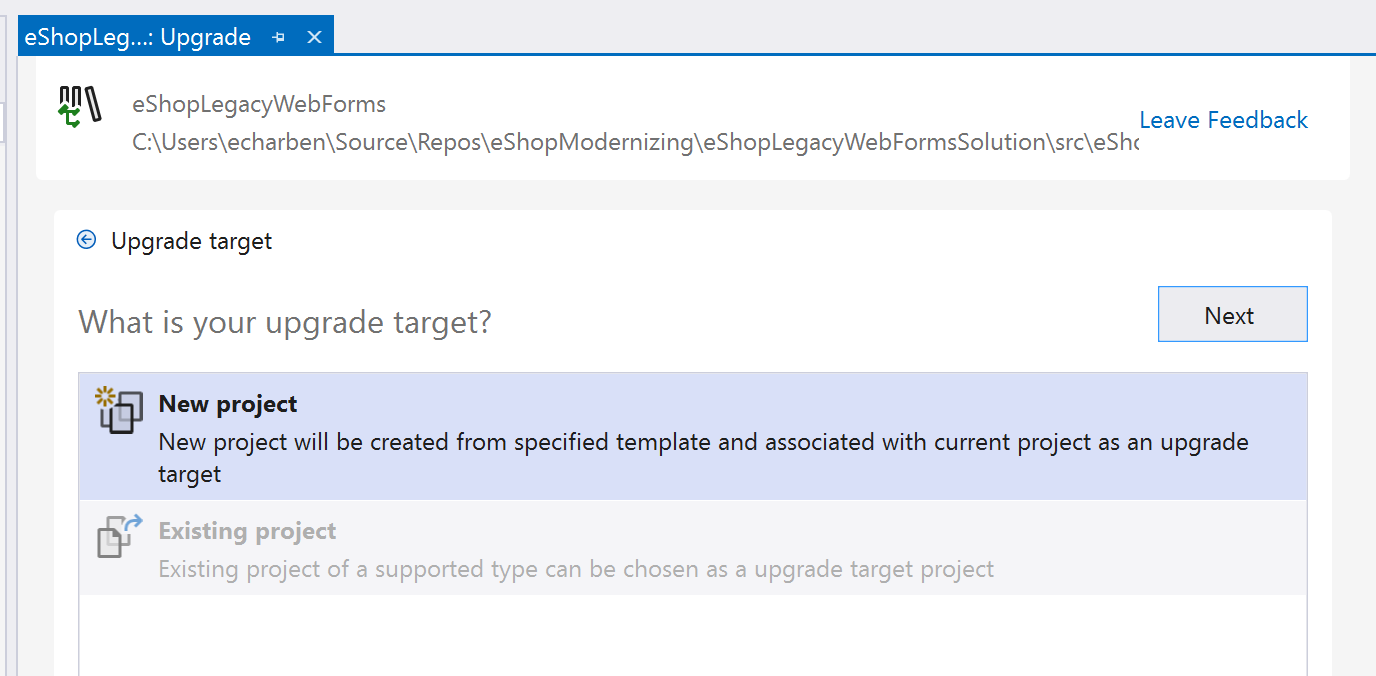 eShopLeg...: Upgrade
eShopLegacyWebForms
Leave Feedback
C:\Users\echarben\Source\Repos\eShopModernizing\eShopLegacyWebFormsSolution\src\eSho
Upgrade target
What is your upgrade target?
Next
New project
New project will be created from specified template and associated with current project as an upgrade
target
Existing project
Existing project of a supported type can be chosen as a upgrade target project